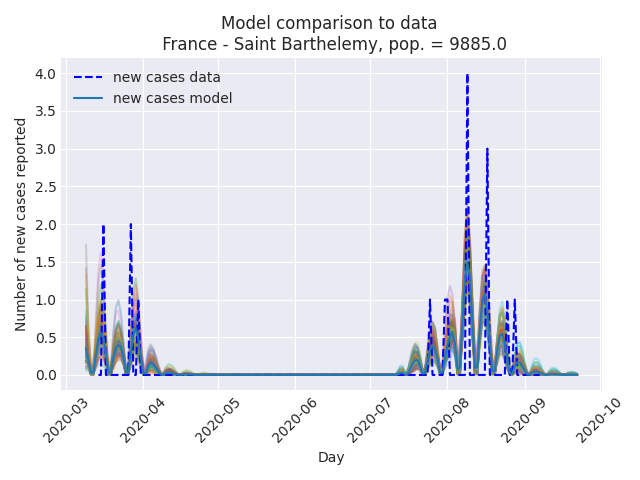 Model comparison to data
France - Saint Barthelemy, pop. = 9885.0
new cases data
new cases model
Number of new cases reported
4.0
3.5
3.0
2.5
2.0
1.5
1.0
0.5
0.0
2020-03
2020-04
2020-05
2020-06
2020-07
2020-08
2020-09
2020-10
Day